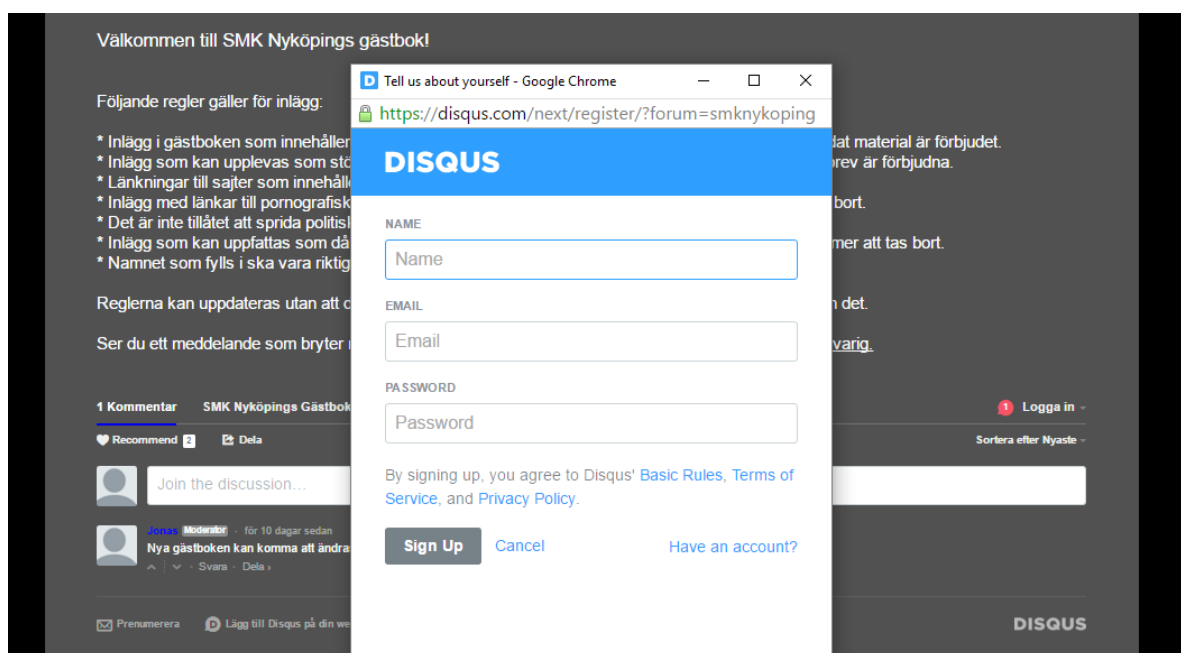 Välkommen till SMK Nyköpings gästbok!
Tell us about yourself - Google Chrome
https://disqus.com/next/register/?forum=smknykoping
Följande regler gäller för inlägg:
* Inlägg i gästboken som innehåller
dat material är förbjudet.
* Inlägg som kan upplevas som stö
brev är förbjudna.
* Länkningar till sajter som innehålle
* Inlägg med länkar till pornografisk
bort.
* Det är inte tillåtet att sprida politisk
* Inlägg som kan uppfattas som då
mer att tas bort.
* Namnet som fylls i ska vara riktig
Reglerna kan uppdateras utan att
det.
Ser du ett meddelande som bryter
varig.
DISQUS
NAME
Name
EMAIL
Email
PASSWORD
Password
By signing up, you agree to Disqus' Basic Rules, Terms of
Service, and Privacy Policy.
Sign Up
Cancel
Have an account?
1 Kommentar
SMK Nyköpings Gästbok
1
Logga in
Recommend 2
Dela
Sortera efter Nyaste
Join the discussion...
Jonas Moderator · för 10 dagar sedan
Nya gästboken kan komma att ändra
Svara · Dela ›
Prenumerera
Lägg till Disqus på din we
DISQUS